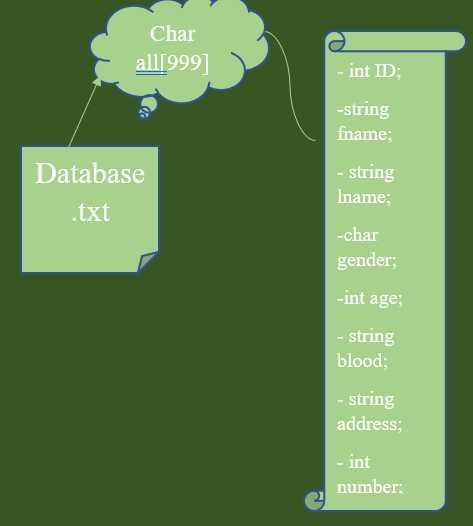 Char
all[999]
Database
.txt
- int ID;
-string
fname;
- string
lname;
-char
gender;
-int age;
- string
blood;
- string
address;
- int
number;